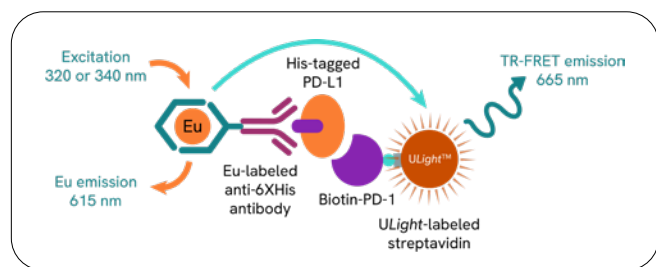 Excitation
320 or 340 nm
His-tagged
PD-L1
TR-FRET emission
665 nm
Eu
ULight™
Eu emission
615 nm
Eu-labeled
anti-6XHis
antibody
Biotin-PD-1
ULight-labeled
streptavidin